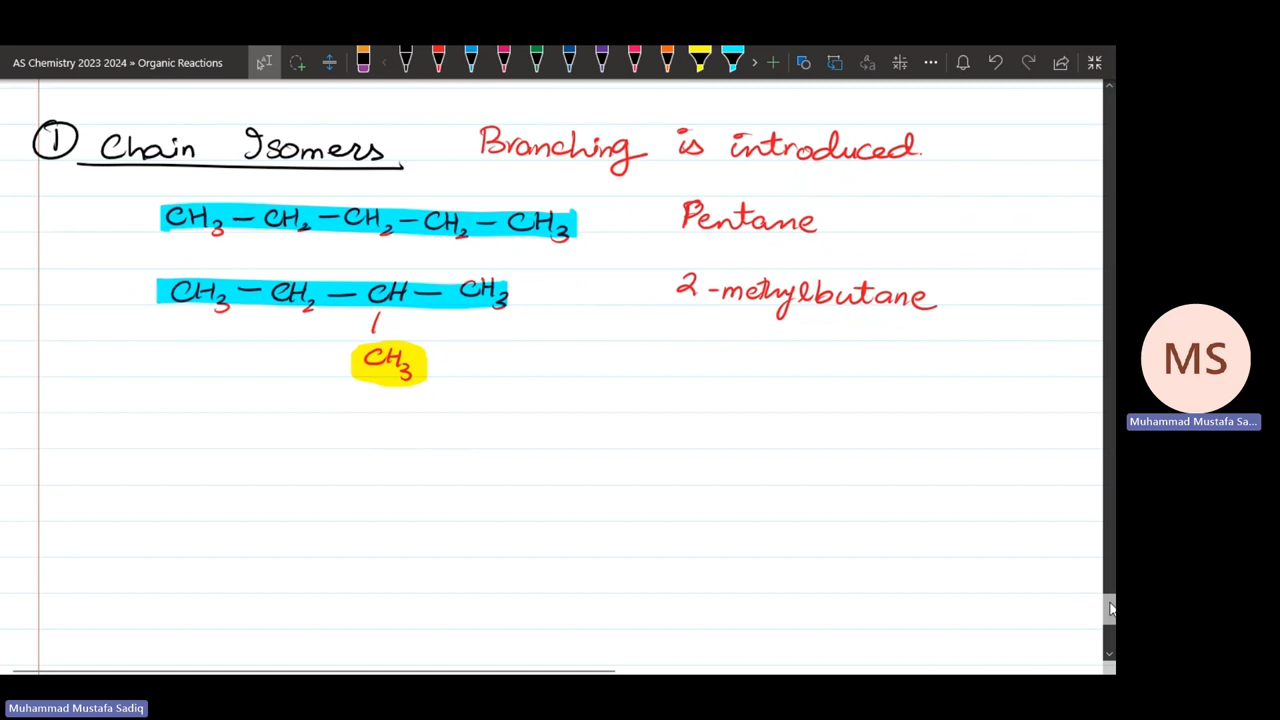 AS Chemistry 2023 2024 » Organic Reactions
① Chain Isomers Branching is introduced.
CH₃ – CH₂ – CH₂ – CH₂ – CH₃ Pentane
CH₃ – CH₂ – CH – CH₃ 2-methylbutane
CH₃
MS
Muhammad Mustafa Sa...
Muhammad Mustafa Sadiq